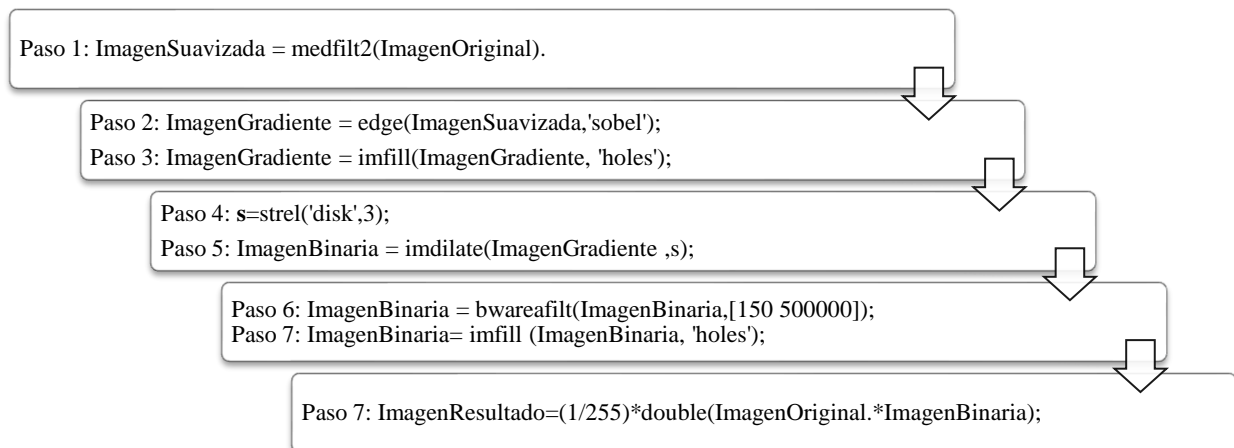 Paso 1: ImagenSuavizada = medfilt2(ImagenOriginal).
Paso 2: ImagenGradiente = edge(ImagenSuavizada,'sobel');
Paso 3: ImagenGradiente = imfill(ImagenGradiente, 'holes');
Paso 4: s=strel('disk',3);
Paso 5: ImagenBinaria = imdilate(ImagenGradiente ,s);
Paso 6: ImagenBinaria = bwareafilt(ImagenBinaria,[150 500000]);
Paso 7: ImagenBinaria= imfill (ImagenBinaria, 'holes');
Paso 7: ImagenResultado=(1/255)*double(ImagenOriginal.*ImagenBinaria);